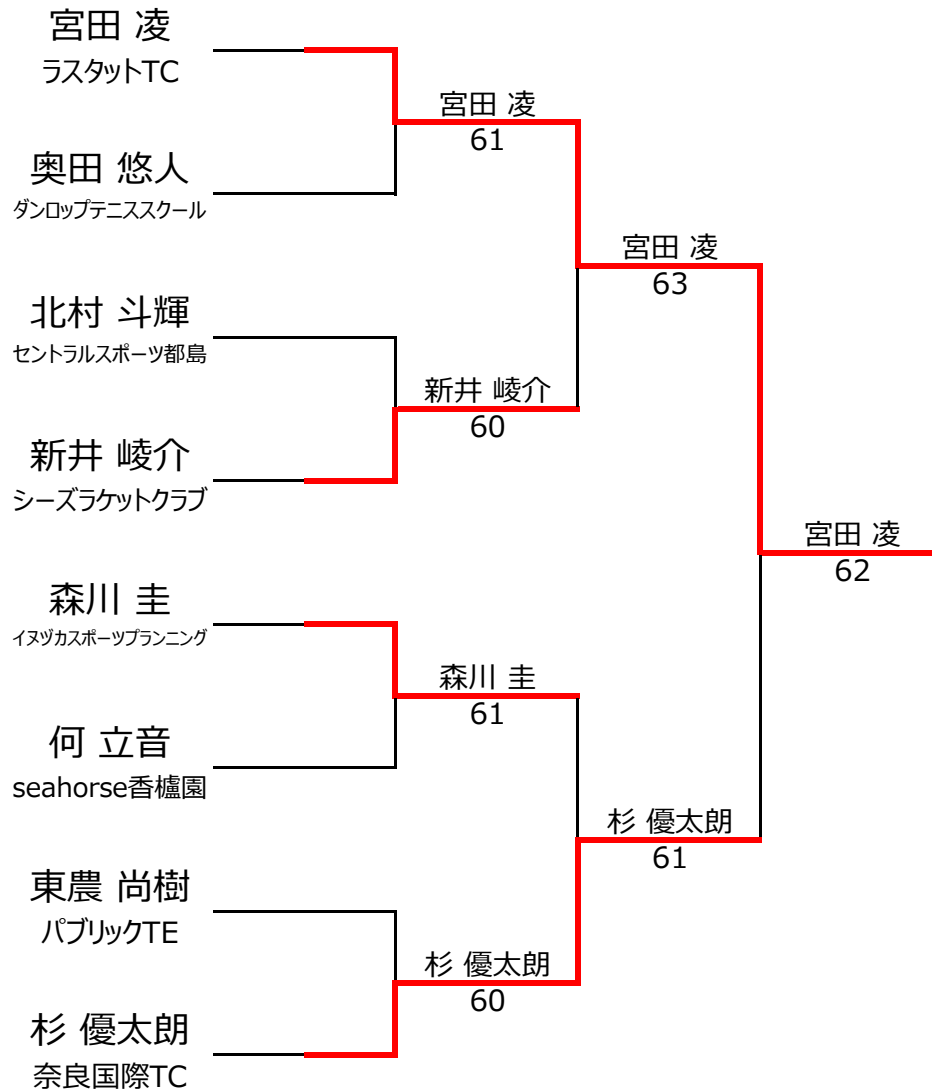 宮田 凌
ラスタットTC
宮田 凌
61
奥田 悠人
ダンロップテニススクール
宮田 凌
63
北村 斗輝
セントラルスポーツ都島
新井 崚介
60
新井 崚介
シーズラケットクラブ
宮田 凌
62
森川 圭
イヌヅカスポーツプランニング
森川 圭
61
何 立音
seahorse香櫨園
杉 優太朗
61
東農 尚樹
パブリックTE
杉 優太朗
60
杉 優太朗
奈良国際TC